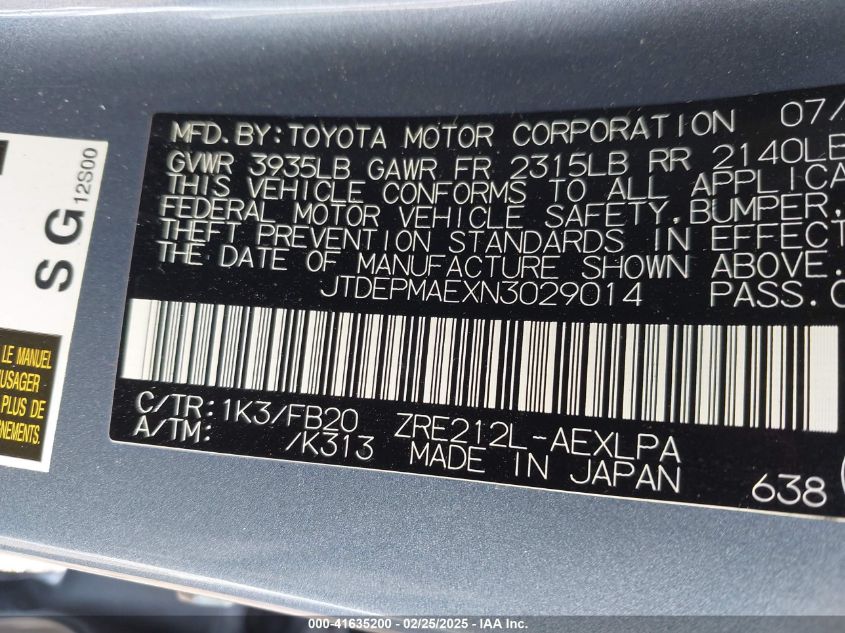 MFD.BY:TOYOTA MOTOR CORPORATION 07/
GVWR 3935LB GAWR FR 2315LB RR 2140LB
THIS VEHICLE CONFORMS TO ALL APPLICA
FEDERAL MOTOR VEHICLE SAFETY,BUMPER,
THEFT PREVENTION STANDARDS IN EFFECT
THE DATE OF MANUFACTURE SHOWN ABOVE.
JTDEPMAEXN3029014 PASS.C
C/TR:1K3/FB20 ZRE212L-AEXLPA
A/TM: /K313 MADE IN JAPAN
638
SG
12S00
LE MANUEL
USAGER
PLUS DE
NEMENTS.
000-41635200 - 02/25/2025 - IAA Inc.